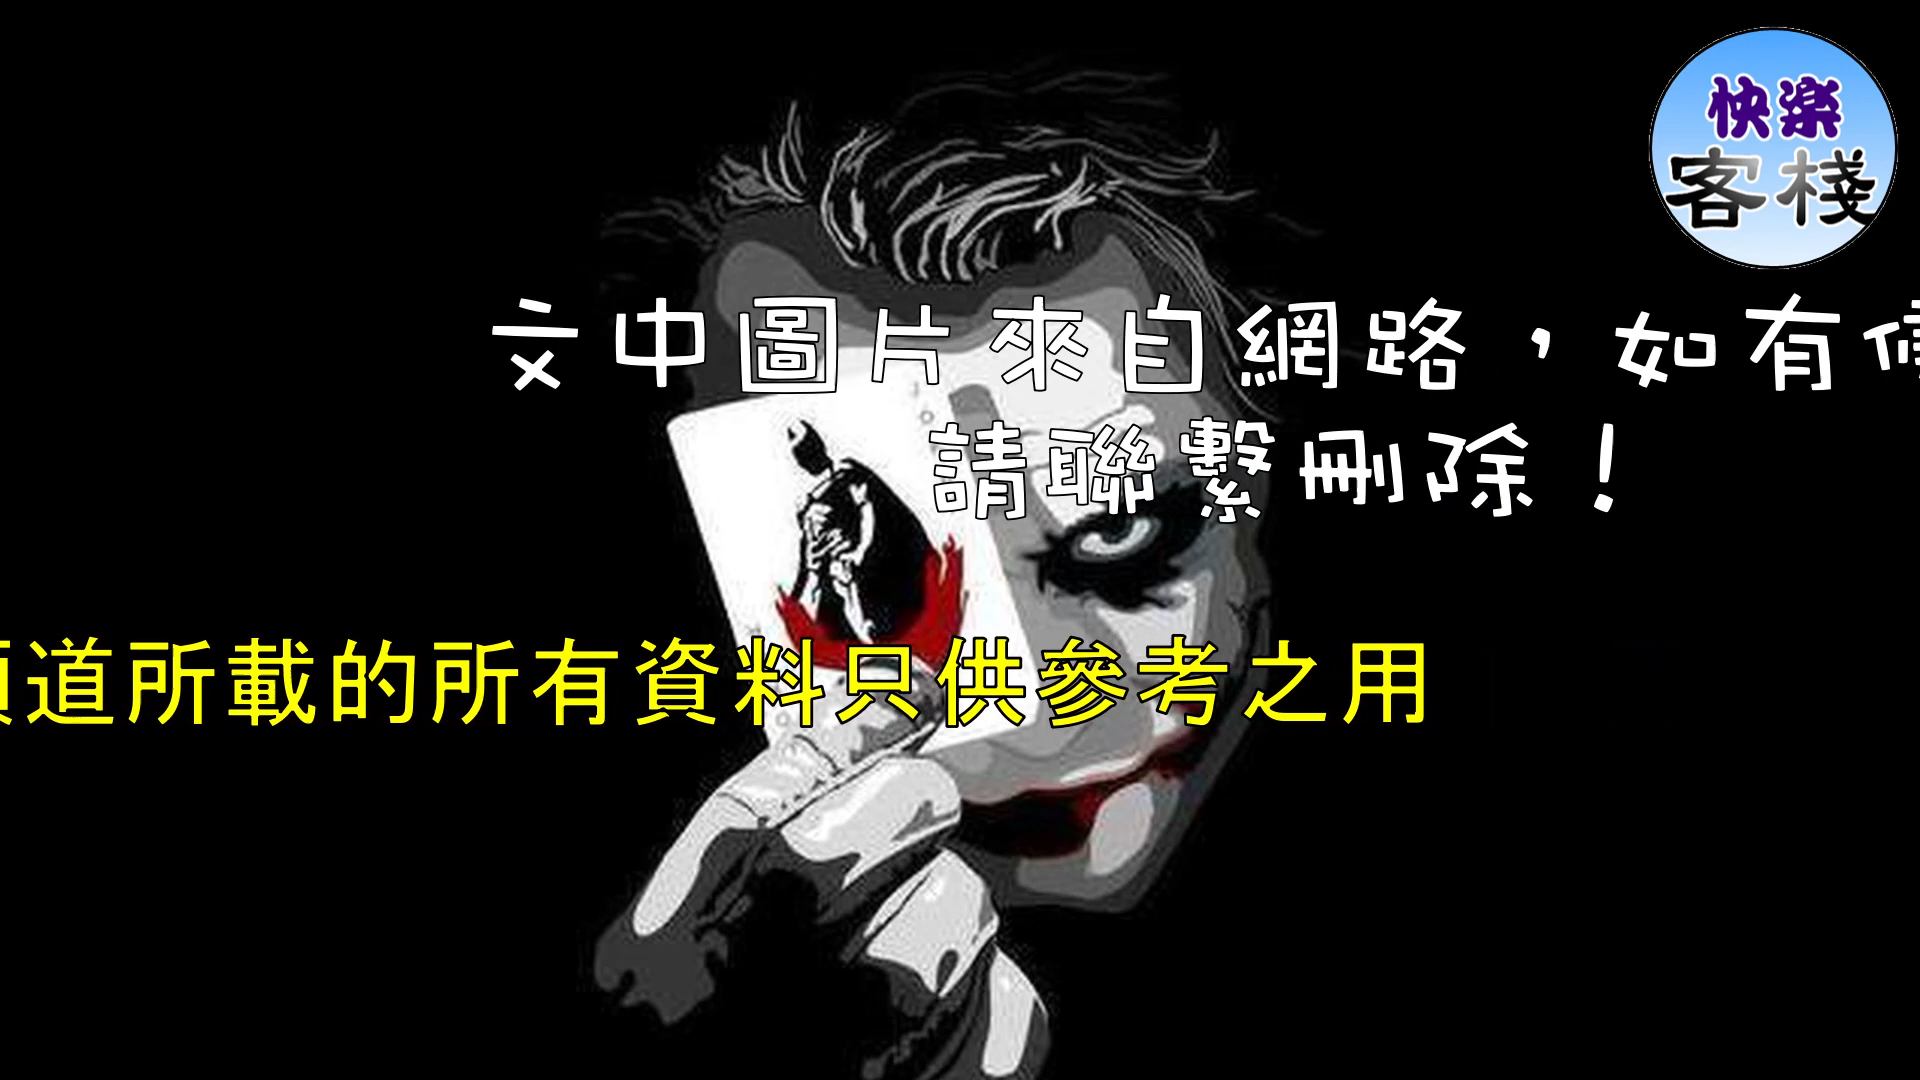 快樂
客棧
文中圖片來自網路，如有
請聯繫刪除！
道所載的所有資料只供參考之用